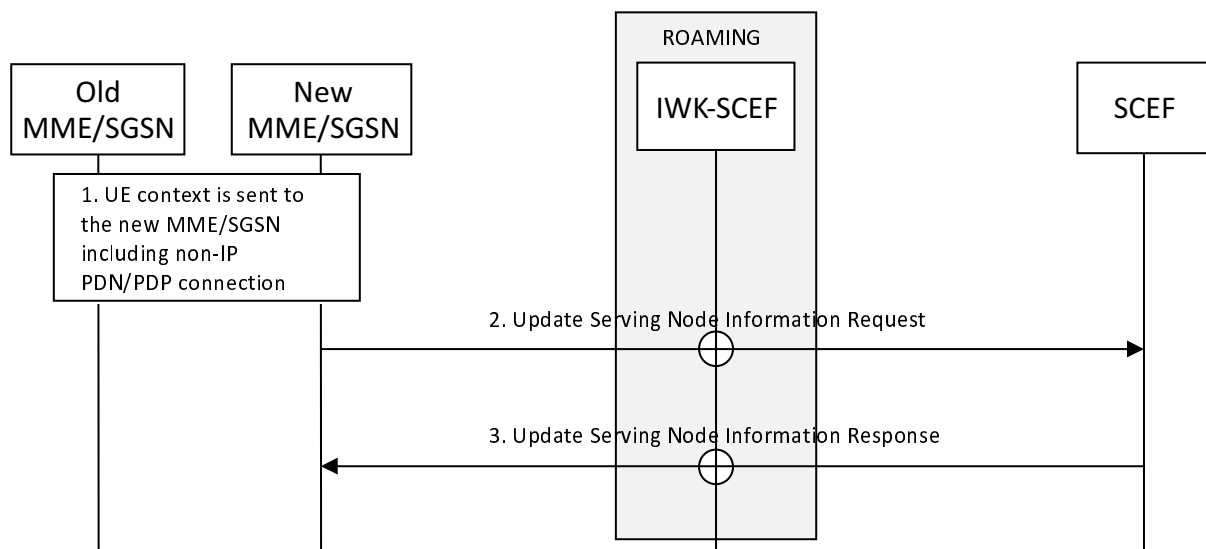 ROAMING
Old
MME/SGSN
New
MME/SGSN
IWK-SCEF
SCEF
1. UE context is sent to
the new MME/SGSN
including non-IP
PDN/PDP connection
2. Update Serving Node Information Request
3. Update Serving Node Information Response